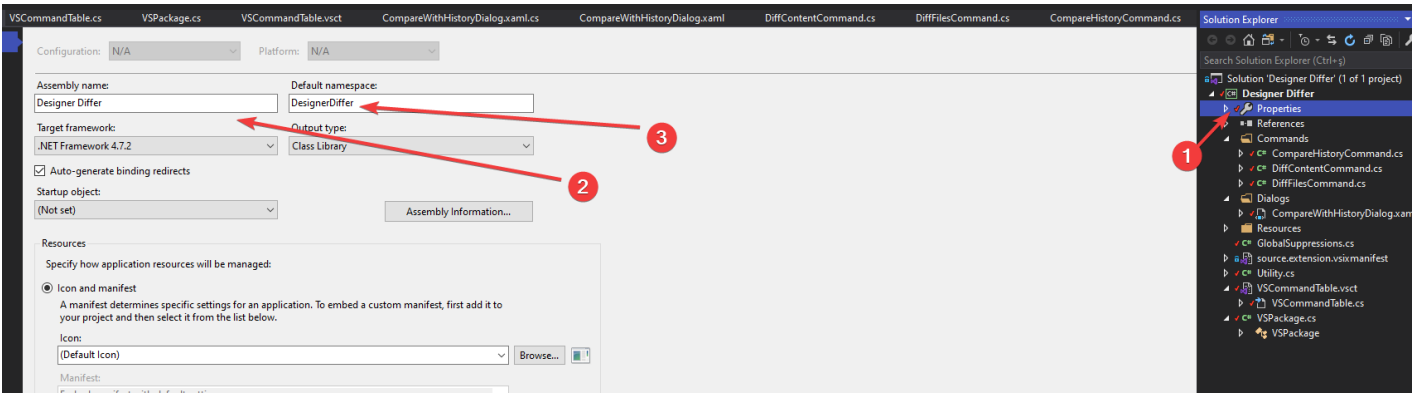 VSCommandTable.cs VSPackage.cs VSCommandTable.vsct CompareWithHistoryDialog.xaml.cs CompareWithHistoryDialog.xaml DiffContentCommand.cs DiffFilesCommand.cs CompareHistoryCommand.cs
Configuration: N/A Platform: N/A
Assembly name: Default namespace:
Designer Differ DesignerDiffer
Target framework: Output type:
.NET Framework 4.7.2 Class Library
Auto-generate binding redirects
Startup object:
(Not set) Assembly Information...
Resources
Specify how application resources will be managed:
Icon and manifest
A manifest determines specific settings for an application. To embed a custom manifest, first add it to
your project and then select it from the list below.
Icon:
(Default Icon) Browse...
Manifest:
3
2
1
Solution Explorer
Search Solution Explorer (Ctrl+ş)
Solution 'Designer Differ' (1 of 1 project)
C# Designer Differ
Properties
References
Commands
C# CompareHistoryCommand.cs
C# DiffContentCommand.cs
C# DiffFilesCommand.cs
Dialogs
CompareWithHistoryDialog.xam
Resources
C# GlobalSuppressions.cs
source.extension.vsixmanifest
C# Utility.cs
VSCommandTable.vsct
VSCommandTable.cs
C# VSPackage.cs
VSPackage